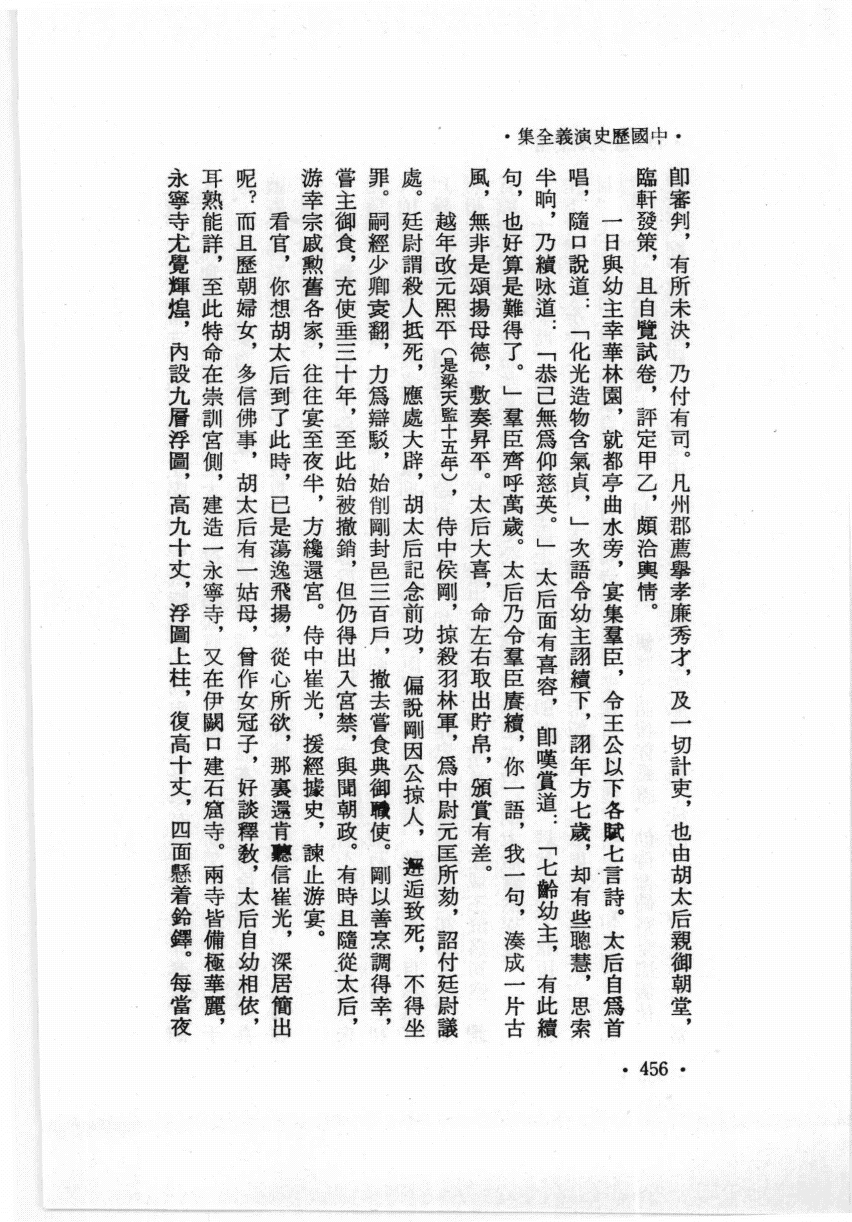 ·中國歷史演義全集·
卽審判，有所未決，乃付有司。凡州郡薦舉孝廉秀才，及一切計吏，也由胡太后親御朝堂，
臨軒發策，且自覽試卷，評定甲乙，頗洽輿情。
一日與幼主幸華林園，就都亭曲水旁，宴集羣臣，令王公以下各賦七言詩。太后自爲首
唱，隨口說道：「化光造物含氣貞，」次語令幼主詡續下，詡年方七歲，却有些聰慧，思索
半晌，乃續咏道：「恭己無爲仰慈英。」太后面有喜容，卽嘆賞道：「七齡幼主，有此續
句，也好算是難得了。」羣臣齊呼萬歲。太后乃令羣臣賡續，你一語，我一句，湊成一片古
風，無非是頌揚母德，敷奏昇平。太后大喜，命左右取出貯帛，頒賞有差。
越年改元熙平（是梁天監十五年），侍中侯剛，掠殺羽林軍，爲中尉元匡所劾，詔付廷尉議
處。廷尉謂殺人抵死，應處大辟，胡太后記念前功，偏說剛因公掠人，邂逅致死，不得坐
罪。嗣經少卿袁翻，力爲辯駁，始削剛封邑三百戶，撤去嘗食典御職使。剛以善烹調得幸，
嘗主御食，充使垂三十年，至此始被撤銷，但仍得出入宮禁，與聞朝政。有時且隨從太后，
游幸宗戚勲舊各家，往往宴至夜半，方纔還宮。侍中崔光，援經據史，諫止游宴。
看官，你想胡太后到了此時，已是蕩逸飛揚，從心所欲，那裏還肯聽信崔光，深居簡出
呢？而且歷朝婦女，多信佛事，胡太后有一姑母，曾作女冠子，好談釋教，太后自幼相依，
耳熟能詳，至此特命在崇訓宮側，建造一永寧寺，又在伊闕口建石窟寺。兩寺皆備極華麗，
永寧寺尤覺輝煌，內設九層浮圖，高九十丈，浮圖上柱，復高十丈，四面懸着鈴鐸。每當夜
·456·